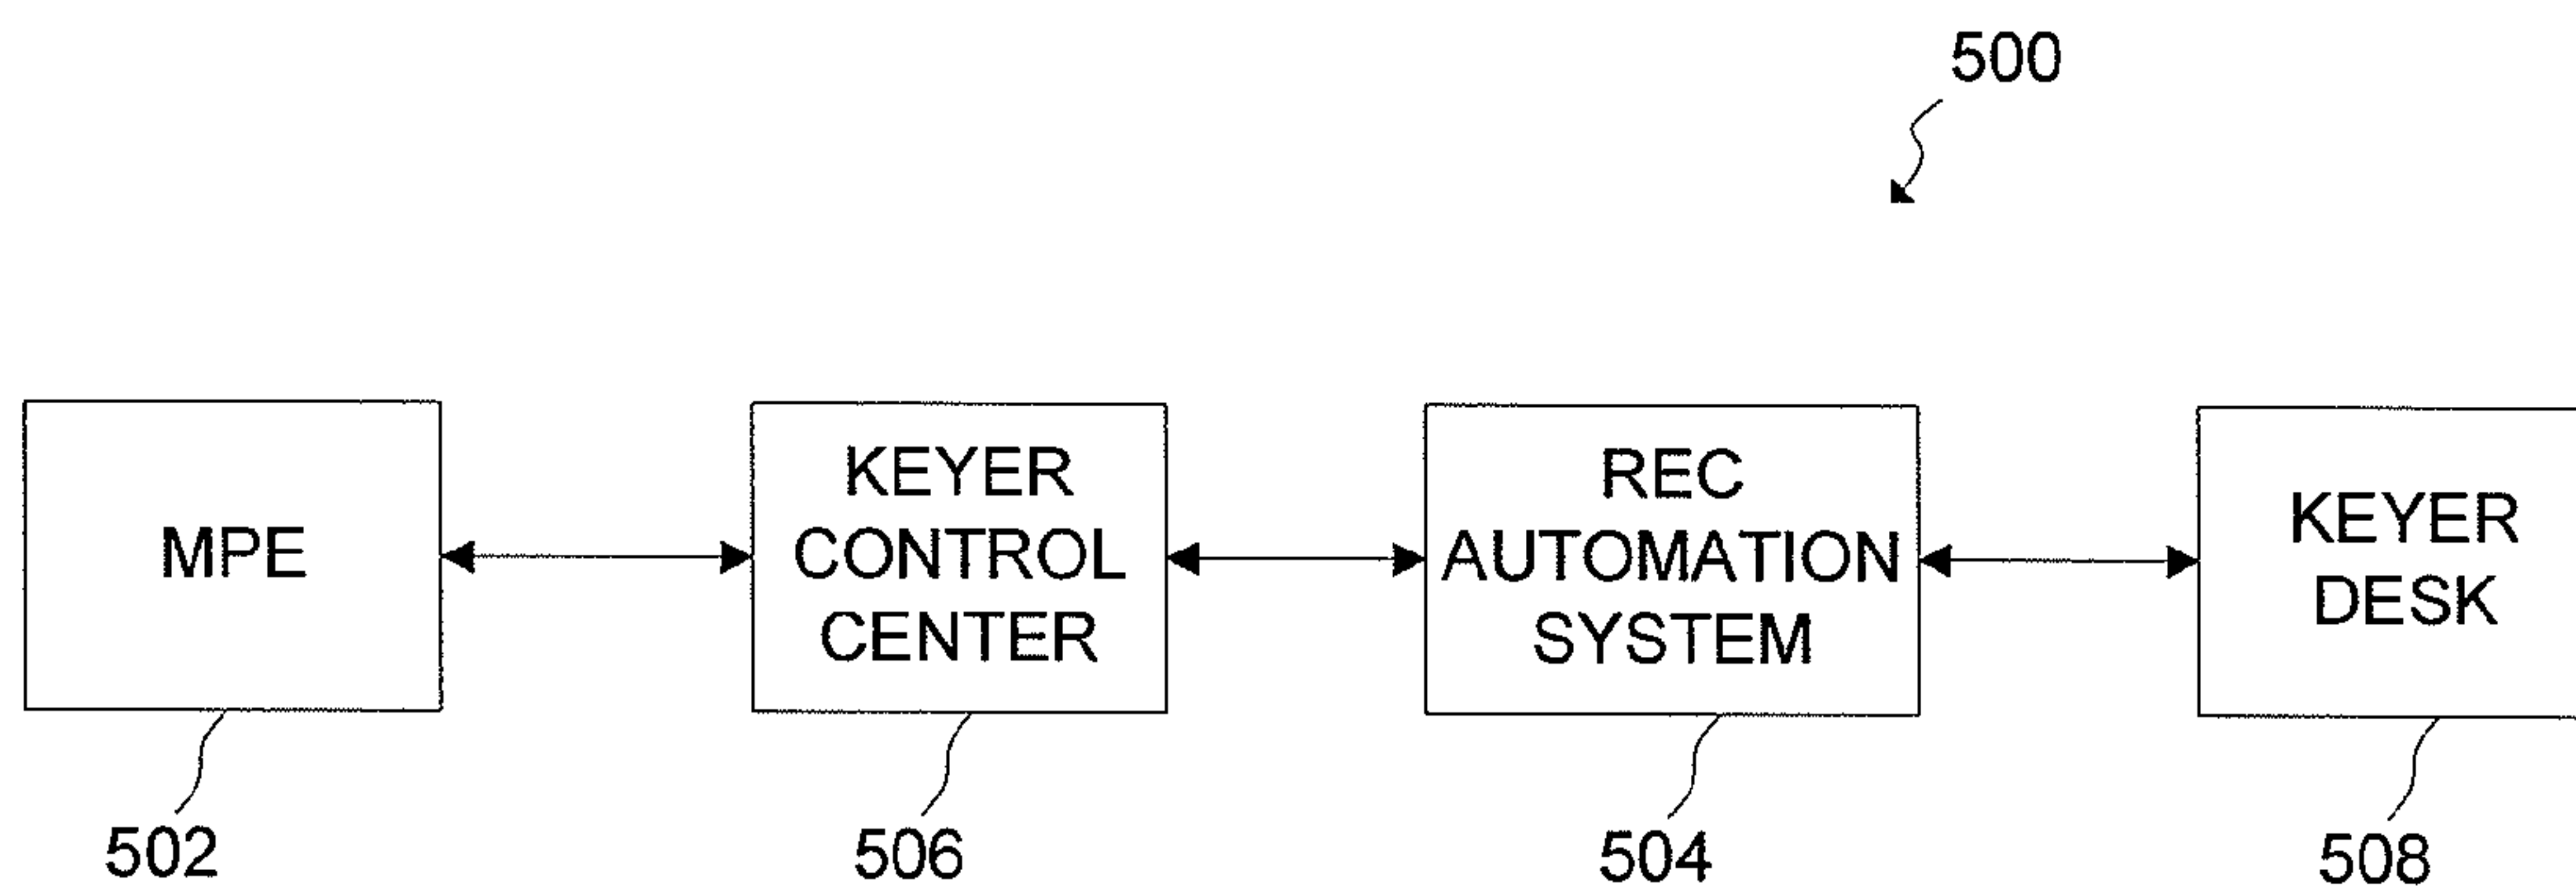 500
MPE
KEYER
CONTROL
CENTER
REC
AUTOMATION
SYSTEM
KEYER
DESK
502
506
504
508